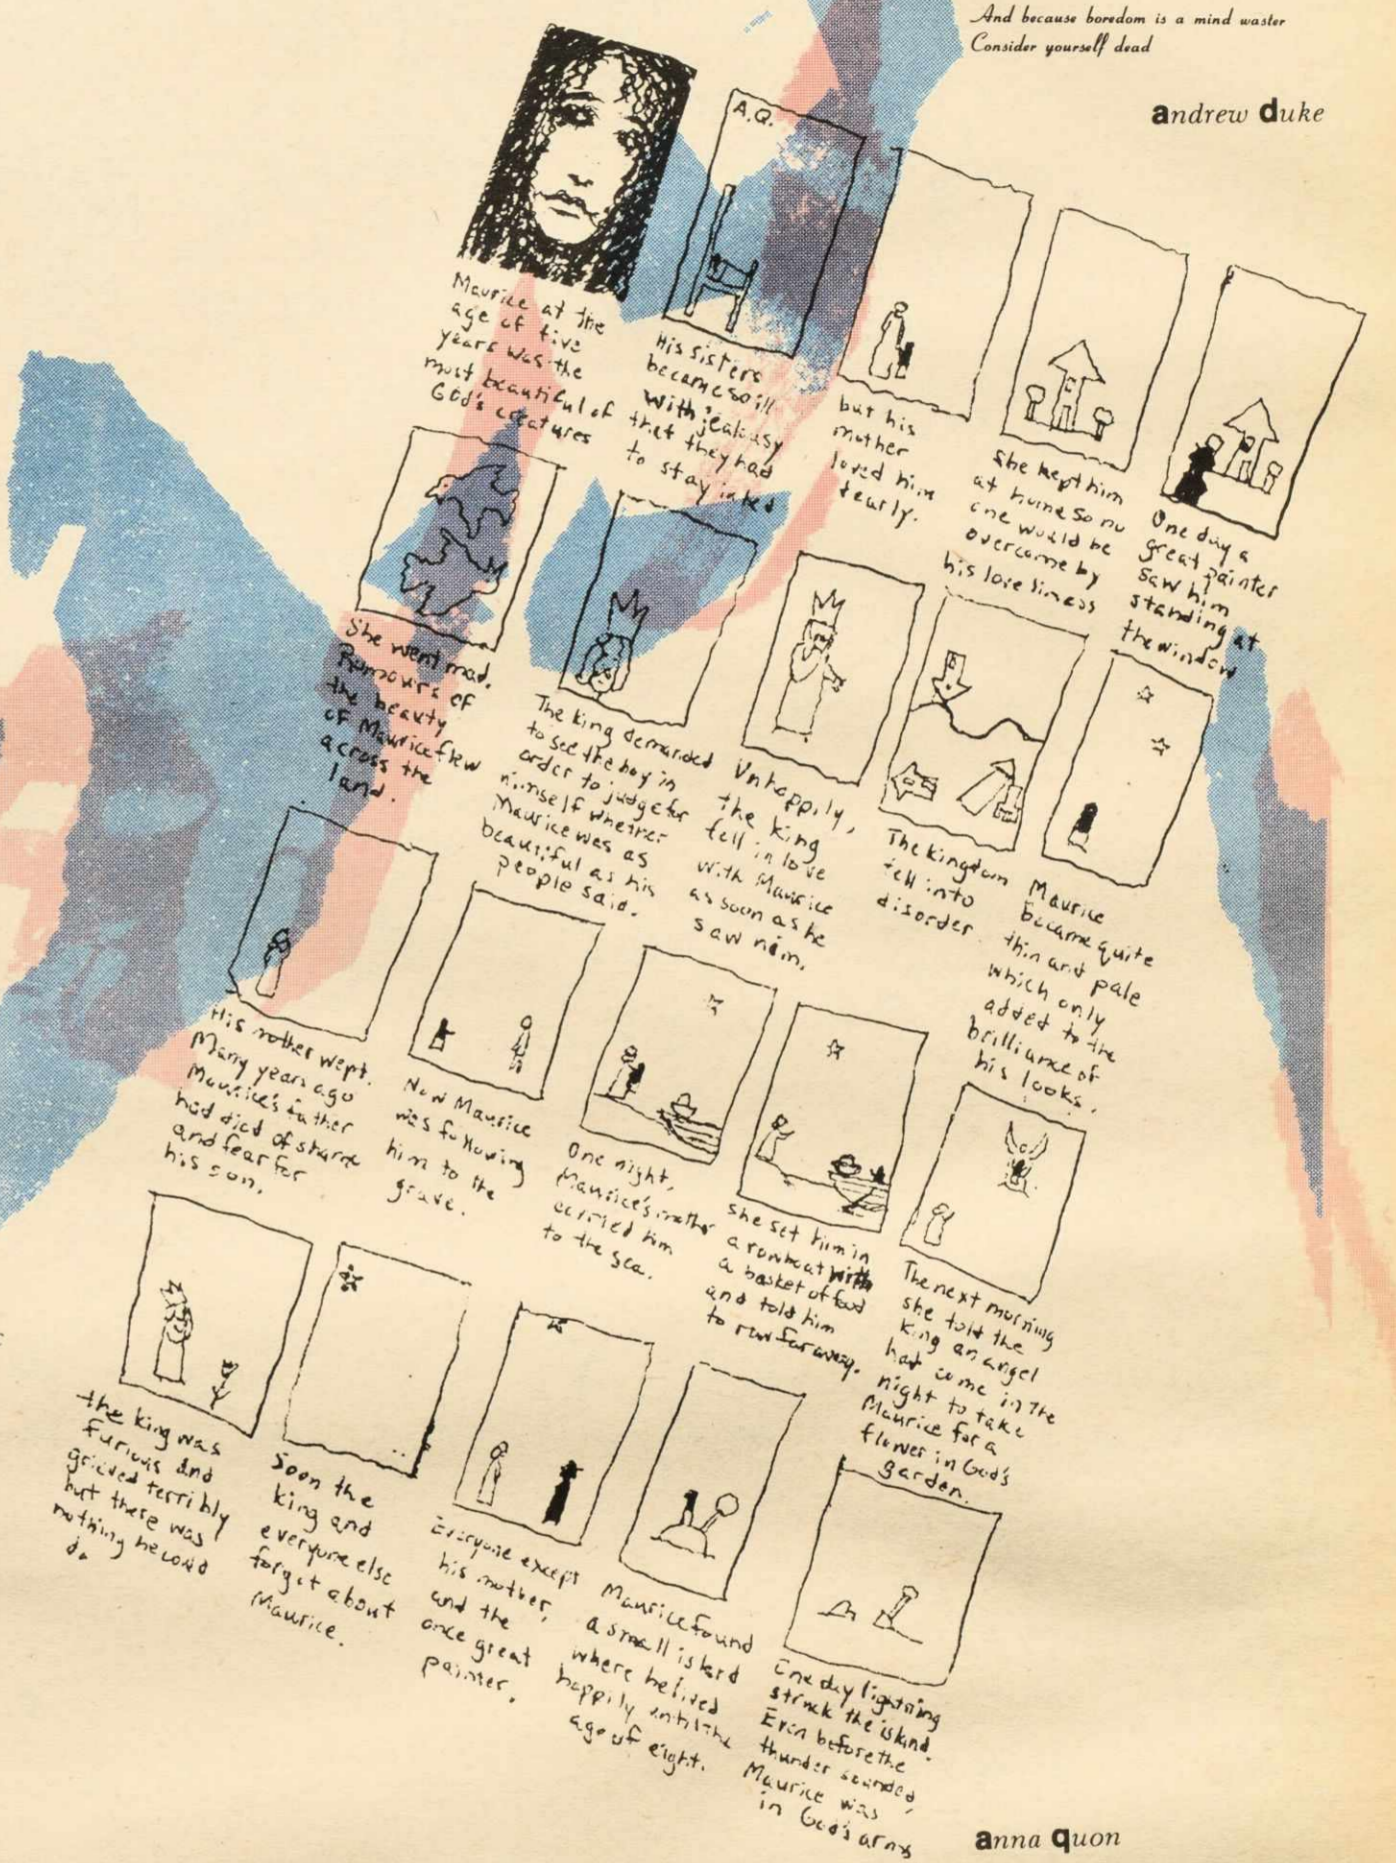 And because boredom is a mind waster
Consider yourself dead
andrew duke
A.Q.
Maurice at the
age of five
years was the
most beautiful of
God's creatures
His sisters
became so ill
with jealousy
that they had
to stay in bed
but his
mother
loved him
dearly.
She kept him
at home so no
one would be
overcome by
his loveliness
One day a
great painter
saw him
standing at
the window
She went mad.
Rumours of
the beauty
of Maurice flew
across the
land.
The king demanded
to see the boy in
order to judge for
himself whether
Maurice was as
beautiful as his
people said.
Unhappily,
the king
fell in love
with Maurice
as soon as he
saw him.
The kingdom
fell into
disorder.
Maurice
became quite
thin and pale
which only
added to the
brilliance of
his looks.
His mother wept.
Many years ago
Maurice's father
had died of shame
and fear for
his son.
Now Maurice
was following
him to the
grave.
One night,
Maurice's mother
carried him
to the sea.
She set him in
a rowboat with
a basket of food
and told him
to row far away.
The next morning
she told the
king an angel
had come in the
night to take
Maurice for a
flower in God's
garden.
the king was
furious and
grieved terribly
but there was
nothing he could
do
Soon the
king and
everyone else
forgot about
Maurice.
Everyone except
his mother,
and the
once great
painter.
Maurice found
a small island
where he lived
happily until the
age of eight.
One day lightning
struck the island.
Even before the
thunder sounded,
Maurice was
in God's arms
anna quon